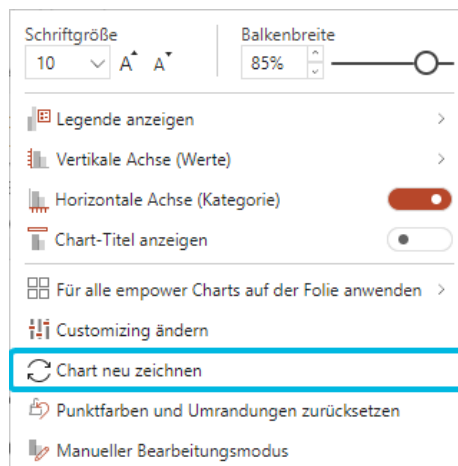 Schriftgröße Balkenbreite
10 A A 85%
Legende anzeigen
Vertikale Achse (Werte)
Horizontale Achse (Kategorie)
Chart-Titel anzeigen
Für alle empower Charts auf der Folie anwenden
Customizing ändern
Chart neu zeichnen
Punktfarben und Umrandungen zurücksetzen
Manueller Bearbeitungsmodus